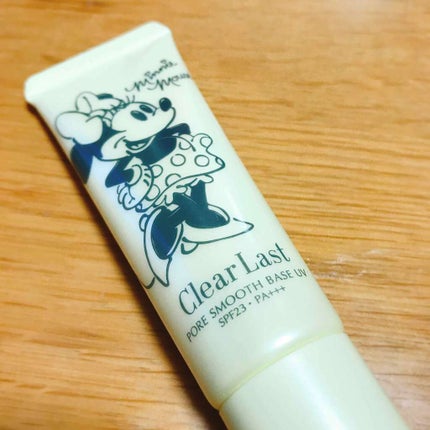 Minnie
Mouse
Clear Last
PORE SMOOTH BASE UV
SPF23・PA+++